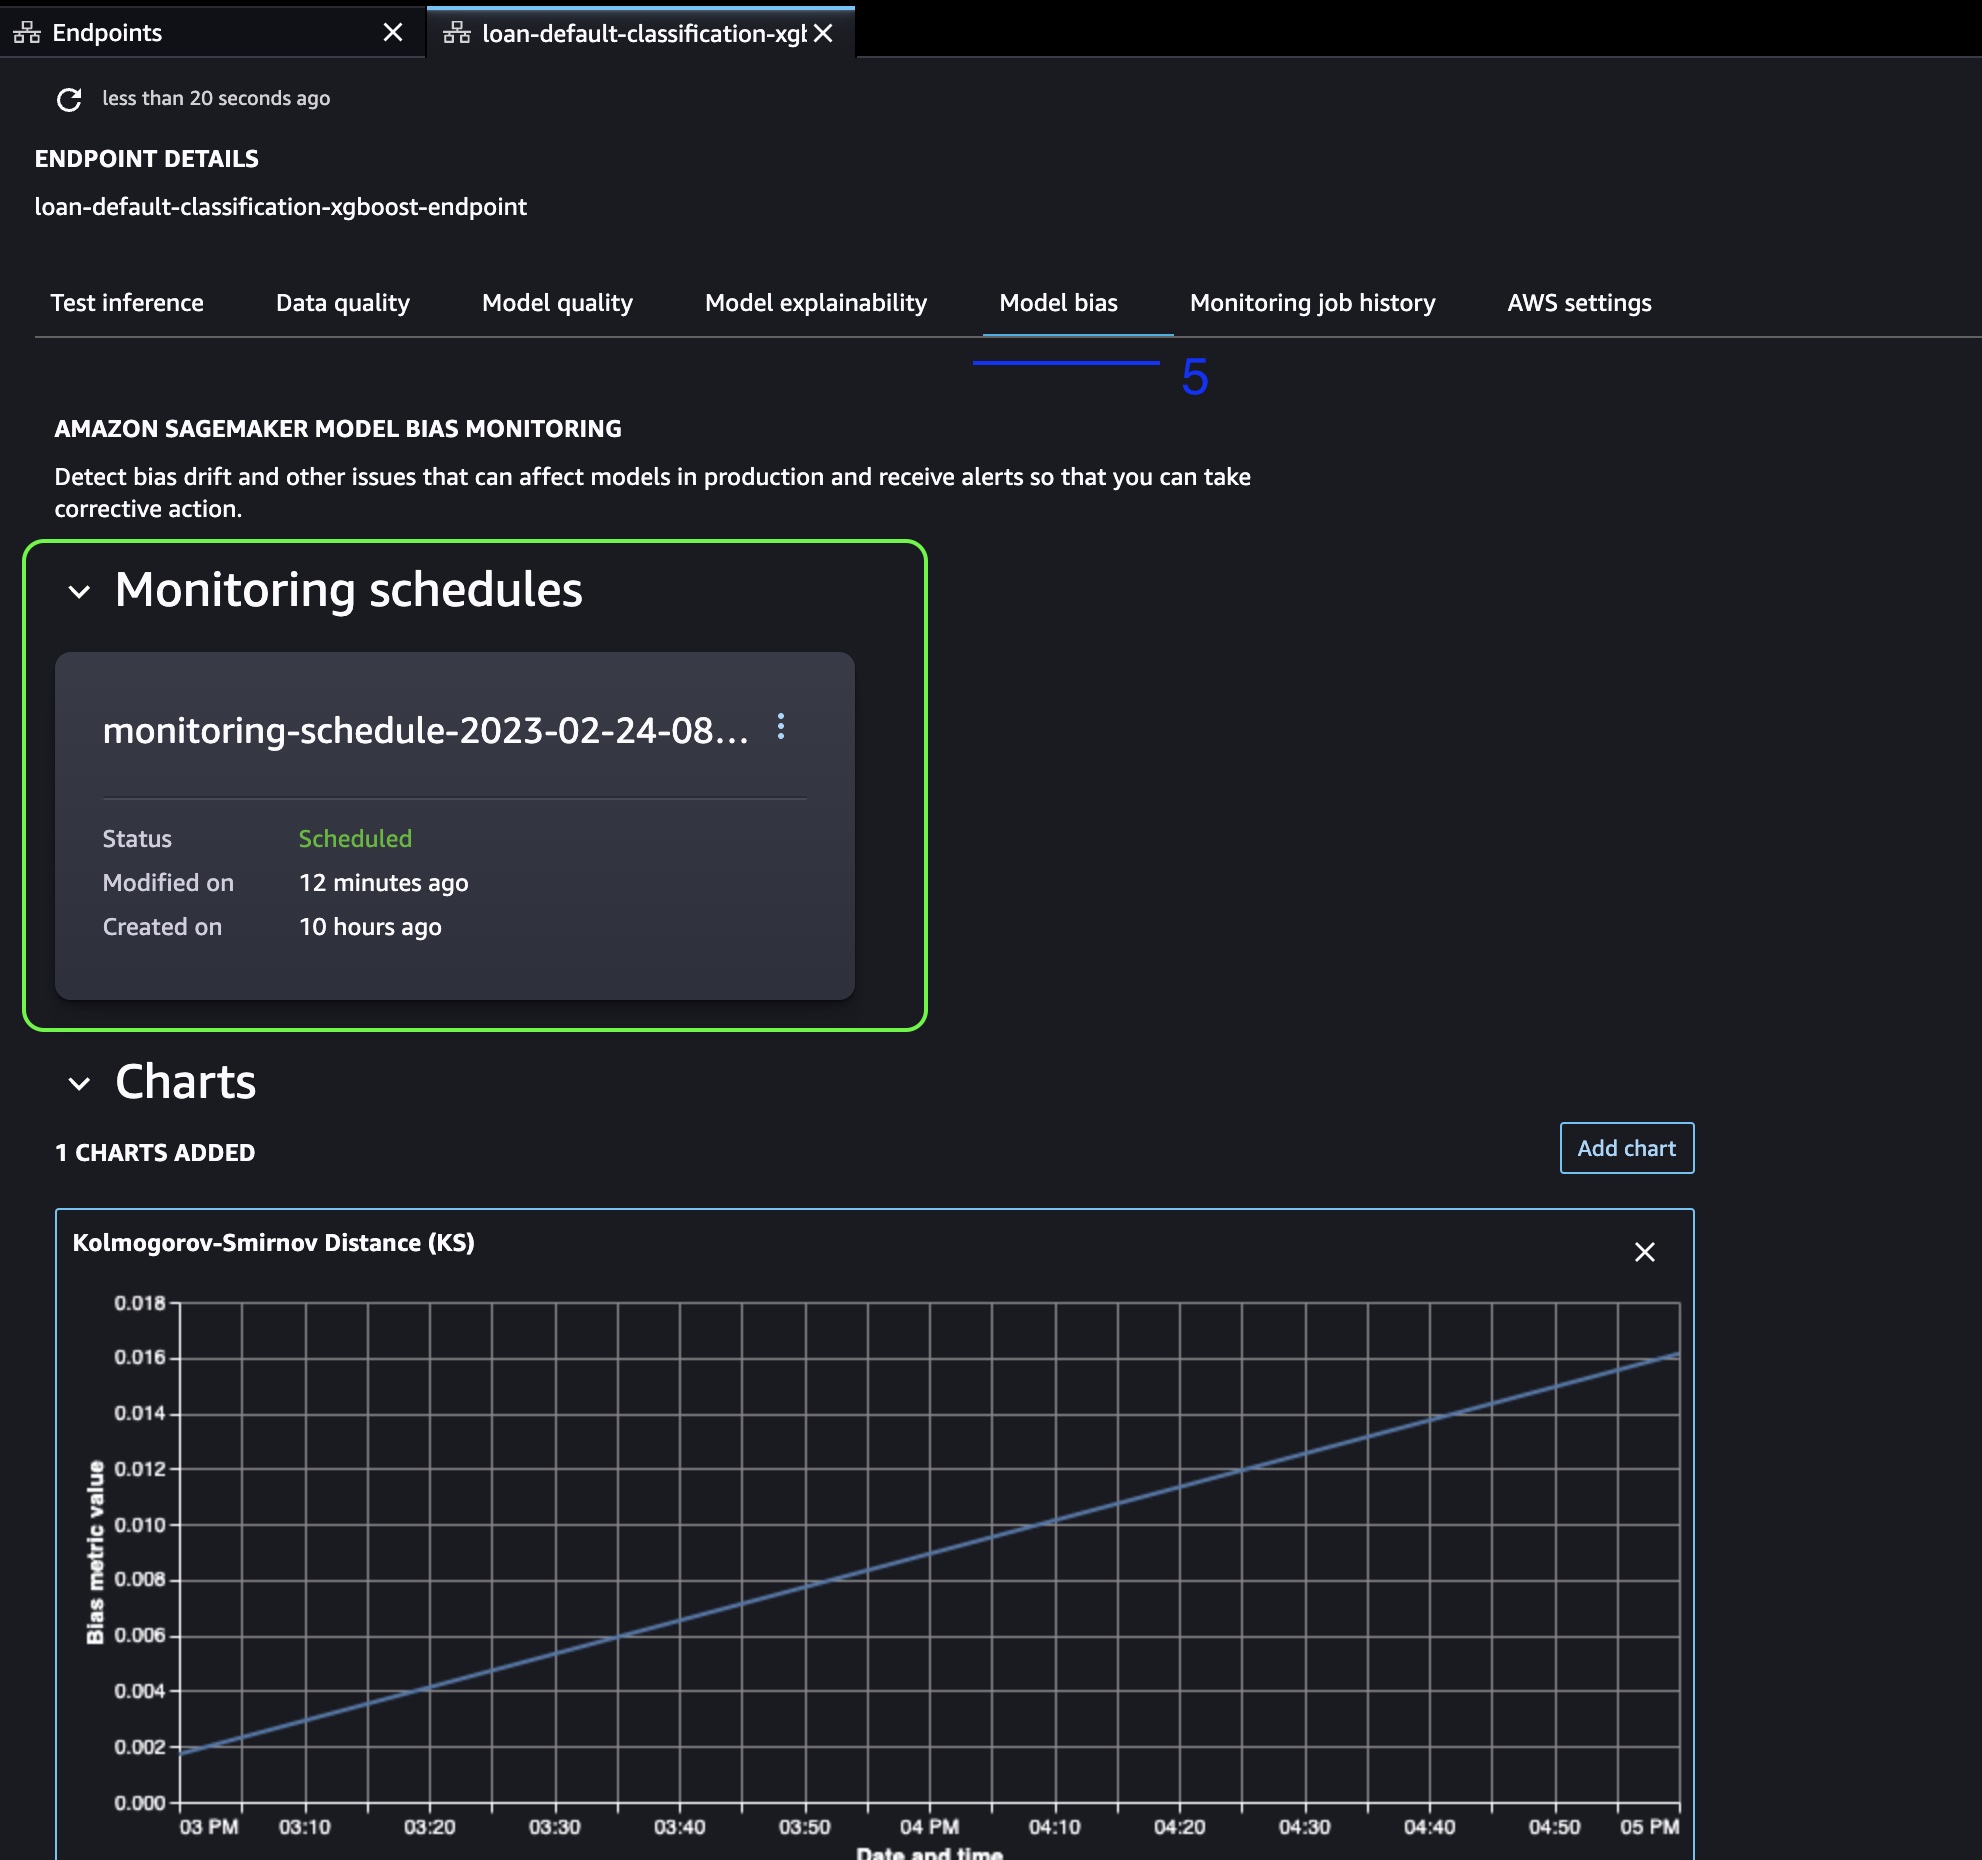 Endpoints
loan-default-classification-xgb
less than 20 seconds ago
ENDPOINT DETAILS
loan-default-classification-xgboost-endpoint
Test inference Data quality Model quality Model explainability Model bias Monitoring job history AWS settings
5
AMAZON SAGEMAKER MODEL BIAS MONITORING
Detect bias drift and other issues that can affect models in production and receive alerts so that you can take
corrective action.
Monitoring schedules
monitoring-schedule-2023-02-24-08...
Status Scheduled
Modified on 12 minutes ago
Created on 10 hours ago
Charts
1 CHARTS ADDED
Add chart
Kolmogorov-Smirnov Distance (KS)
0.018
0.016
0.014
0.012
0.010
0.008
0.006
0.004
0.002
0.000
Bias metric value
03 PM 03:10 03:20 03:30 03:40 03:50 04 PM 04:10 04:20 04:30 04:40 04:50 05 PM
Date and time